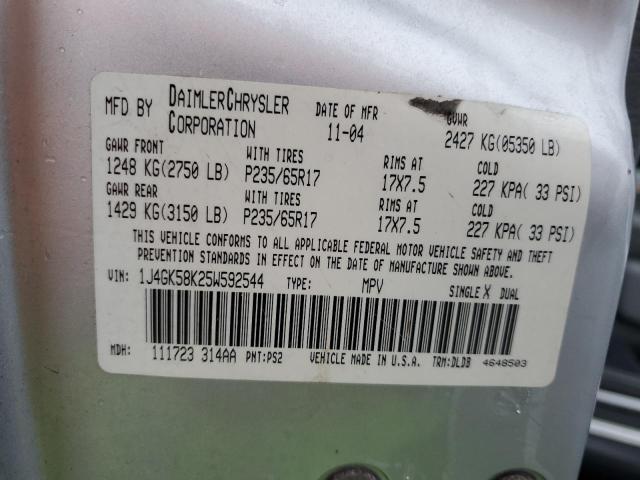 MFD BY DAIMLERCHRYSLER CORPORATION
DATE OF MFR 11-04
GVWR 2427 KG(05350 LB)
GAWR FRONT WITH TIRES RIMS AT COLD
1248 KG(2750 LB) P235/65R17 17X7.5 227 KPA( 33 PSI)
GAWR REAR WITH TIRES RIMS AT COLD
1429 KG(3150 LB) P235/65R17 17X7.5 227 KPA( 33 PSI)
THIS VEHICLE CONFORMS TO ALL APPLICABLE FEDERAL MOTOR VEHICLE SAFETY AND THEFT
PREVENTION STANDARDS IN EFFECT ON THE DATE OF MANUFACTURE SHOWN ABOVE.
VIN: 1J4GK58K25W592544 TYPE: MPV SINGLE X DUAL
MDH: 111723 314AA PNT:PS2 VEHICLE MADE IN U.S.A. TRM:DLDB 4648503